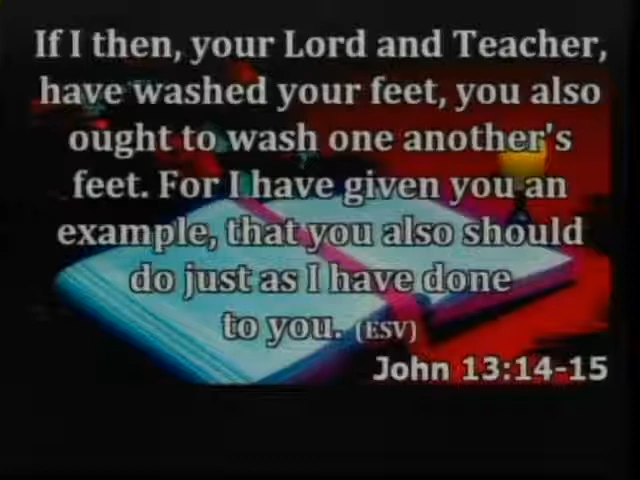 If I then, your Lord and Teacher,
have washed your feet, you also
ought to wash one another's
feet. For I have given you an
example, that you also should
do just as I have done
to you. (ESV)
John 13:14-15